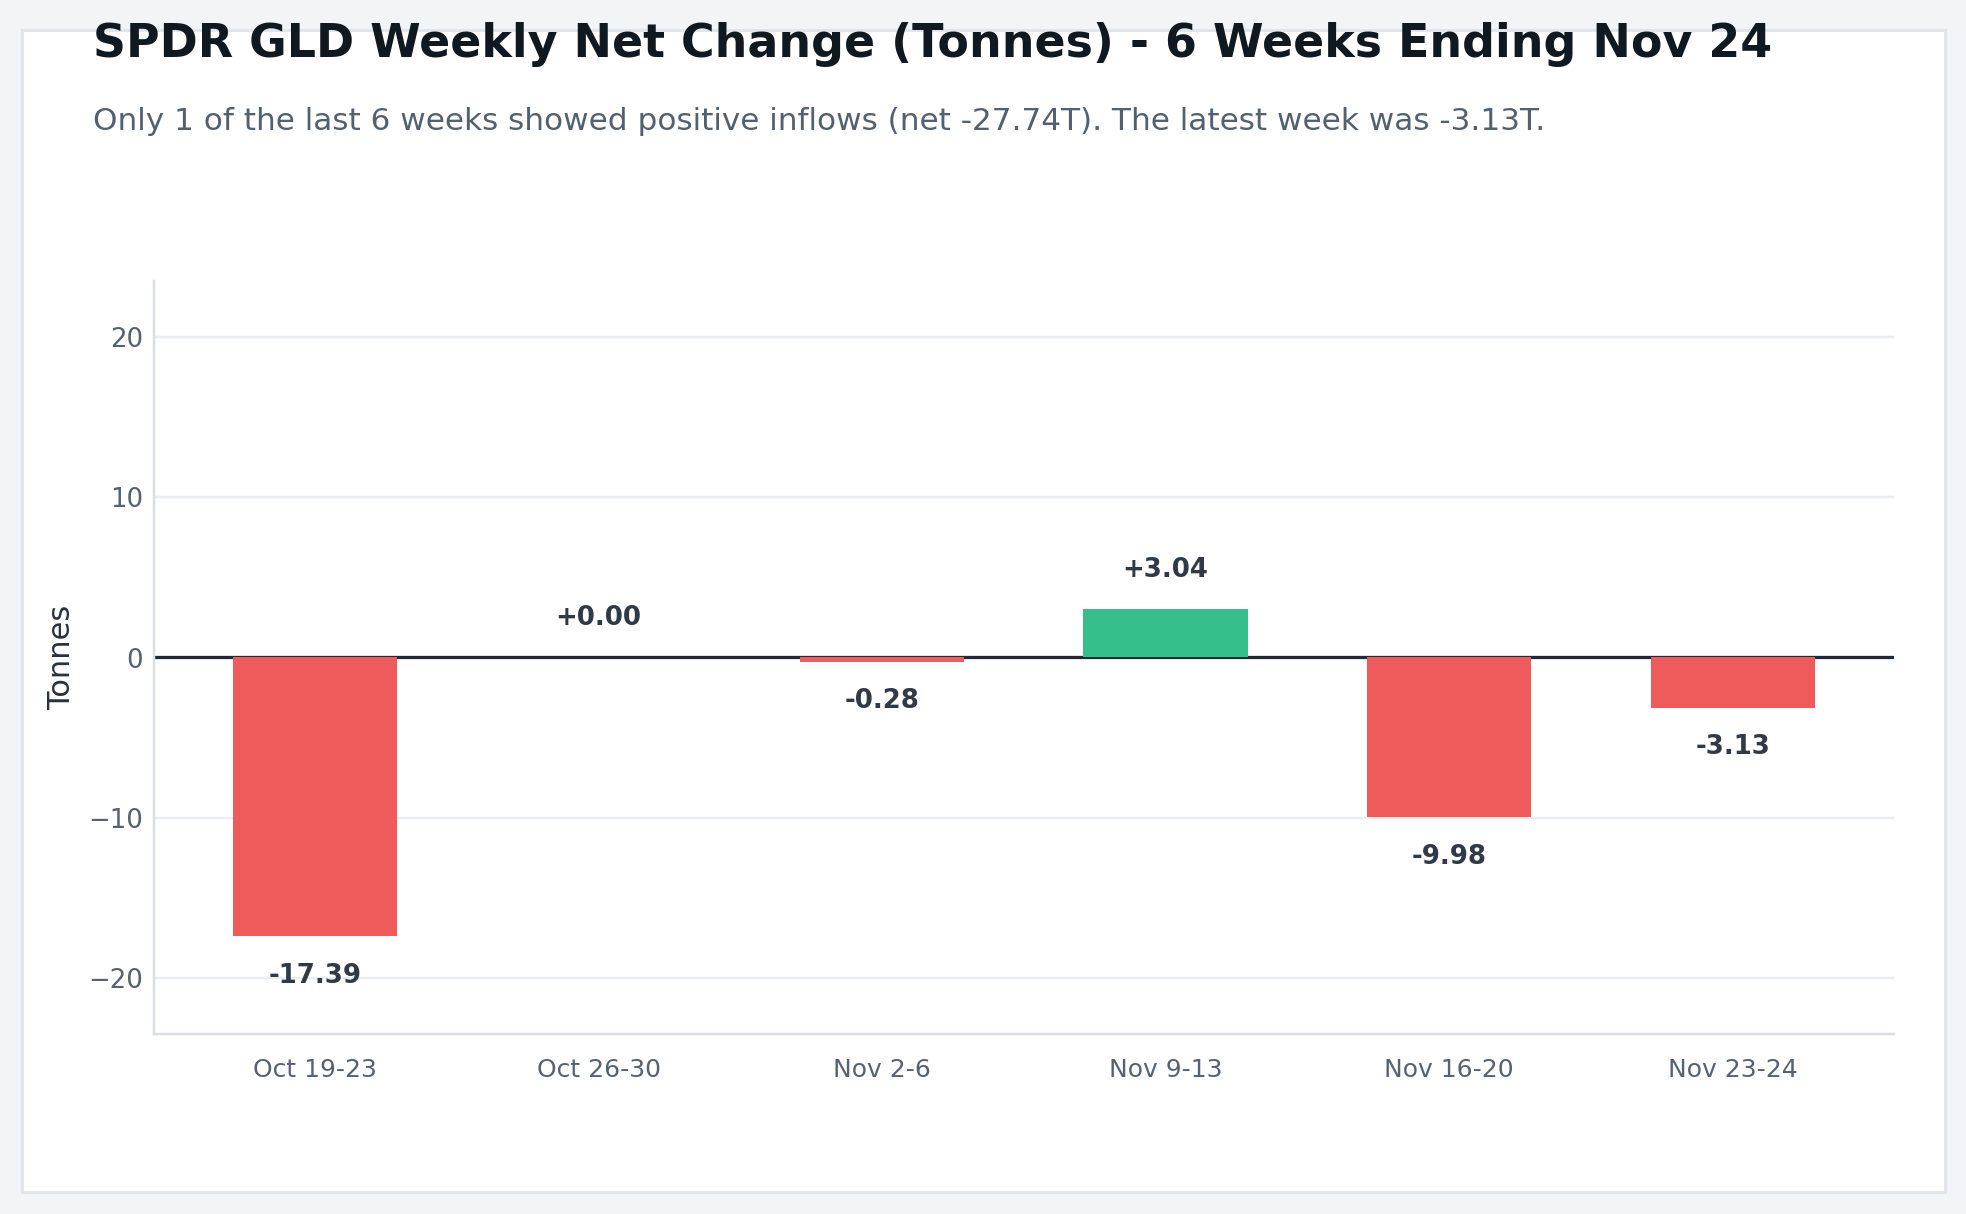 SPDR GLD Weekly Net Change (Tonnes) - 6 Weeks Ending Nov 24
Only 1 of the last 6 weeks showed positive inflows (net -27.74T). The latest week was -3.13T.
Tonnes
20
10
0
−10
−20
-17.39
+0.00
-0.28
+3.04
-9.98
-3.13
Oct 19-23
Oct 26-30
Nov 2-6
Nov 9-13
Nov 16-20
Nov 23-24